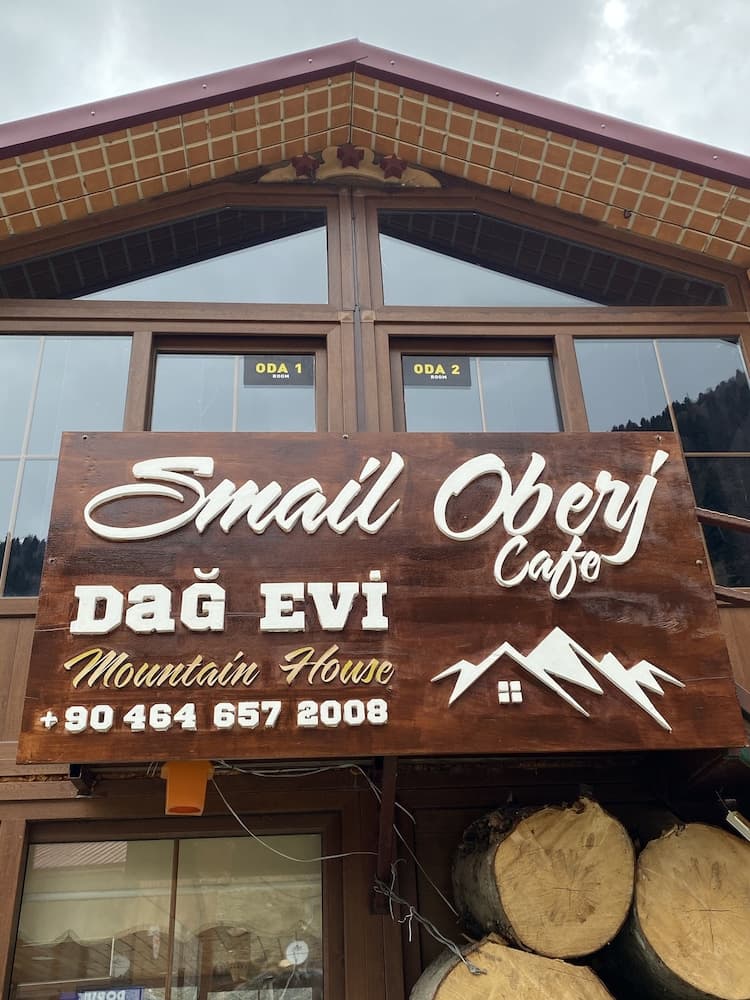 ODA 1
ROOM
ODA 2
ROOM
Smail Oberj
Cafe
Dağ Evi
Mountain House
+90 464 657 2008